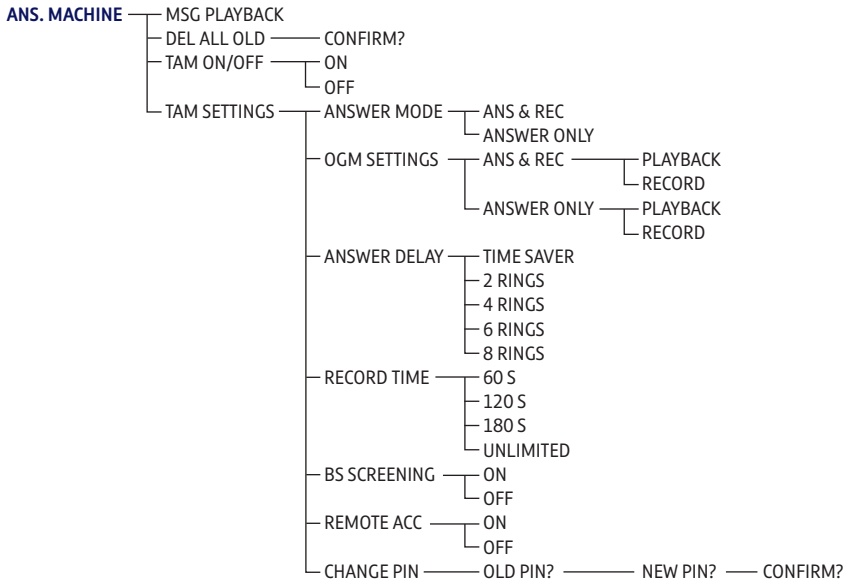 ANS. MACHINE MSG PLAYBACK
DEL ALL OLD CONFIRM?
TAM ON/OFF ON
OFF
TAM SETTINGS ANSWER MODE ANS & REC
ANSWER ONLY
OGM SETTINGS ANS & REC PLAYBACK
RECORD
ANSWER ONLY PLAYBACK
RECORD
ANSWER DELAY TIME SAVER
2 RINGS
4 RINGS
6 RINGS
8 RINGS
RECORD TIME 60 S
120 S
180 S
UNLIMITED
BS SCREENING ON
OFF
REMOTE ACC ON
OFF
CHANGE PIN OLD PIN? NEW PIN? CONFIRM?